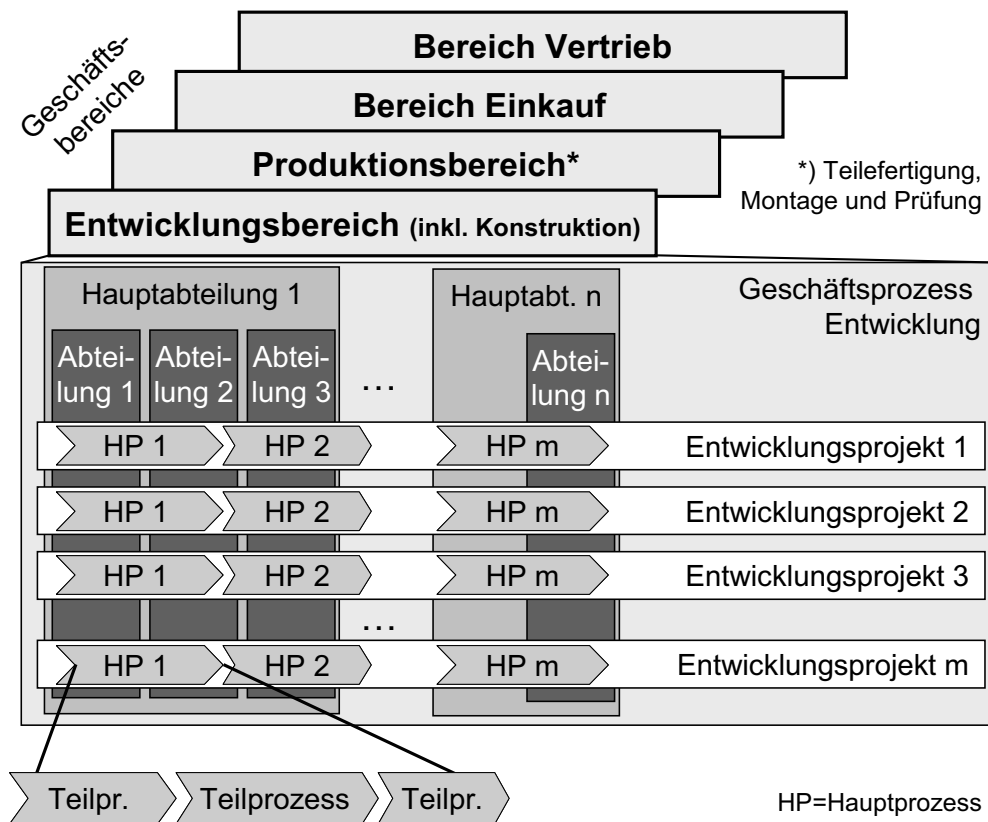 Geschäfts-
bereiche
Bereich Vertrieb
Bereich Einkauf
Produktionsbereich*
*) Teilefertigung,
Montage und Prüfung
Entwicklungsbereich (inkl. Konstruktion)
Hauptabteilung 1
Hauptabt. n
Geschäftsprozess
Entwicklung
Abtei-
lung 1
Abtei-
lung 2
Abtei-
lung 3
...
Abtei-
lung n
HP 1 HP 2 HP m Entwicklungsprojekt 1
HP 1 HP 2 HP m Entwicklungsprojekt 2
HP 1 HP 2 HP m Entwicklungsprojekt 3
...
HP 1 HP 2 HP m Entwicklungsprojekt m
Teilpr. Teilprozess Teilpr.
HP=Hauptprozess